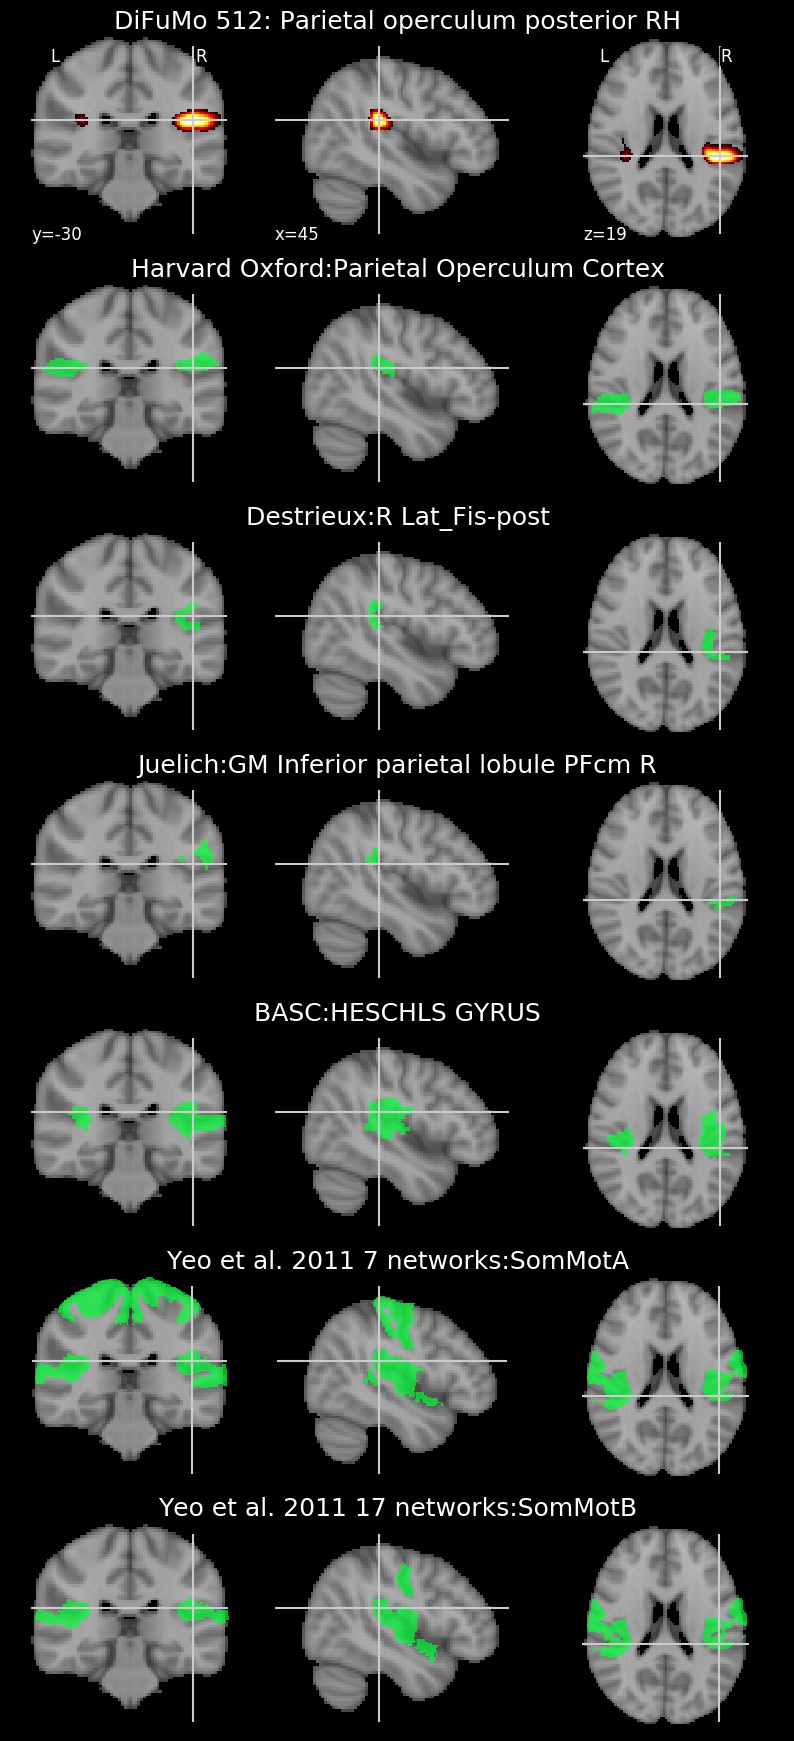 DiFuMo 512: Parietal operculum posterior RH
L R L R
y=-30 x=45 z=19
Harvard Oxford:Parietal Operculum Cortex
Destrieux:R Lat_Fis-post
Juelich:GM Inferior parietal lobule PFcm R
BASC:HESCHLS GYRUS
Yeo et al. 2011 7 networks:SomMotA
Yeo et al. 2011 17 networks:SomMotB